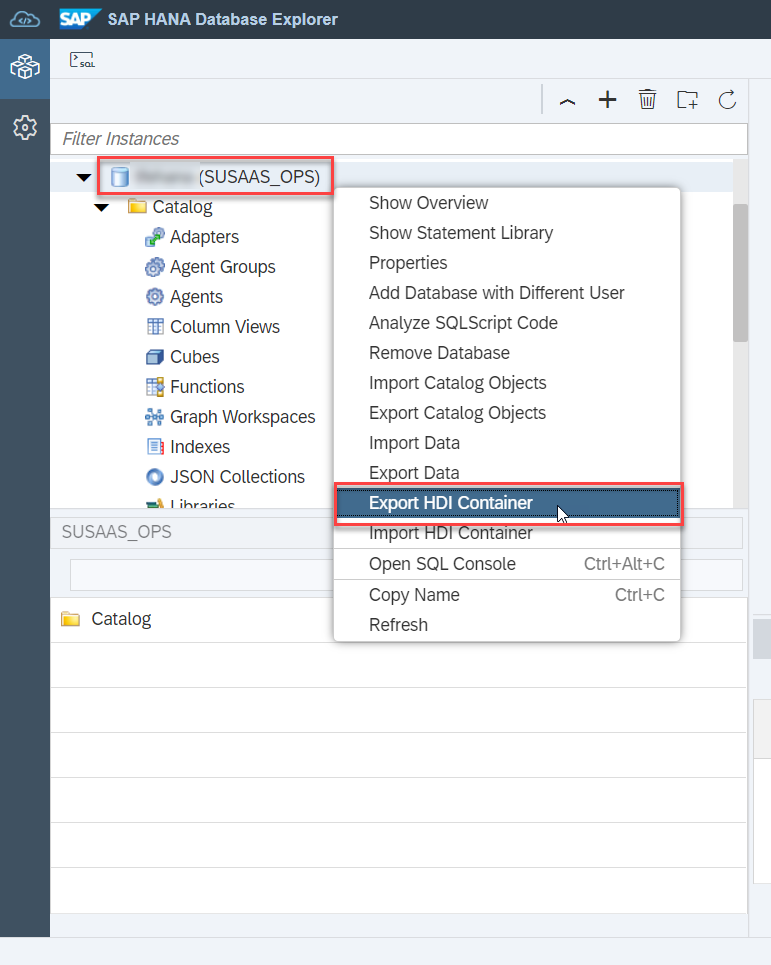 SAP SAP HANA Database Explorer
SQL
Filter Instances
(SUSAAS_OPS)
Catalog
Adapters
Agent Groups
Agents
Column Views
Cubes
Functions
Graph Workspaces
Indexes
JSON Collections
Libraries
Show Overview
Show Statement Library
Properties
Add Database with Different User
Analyze SQLScript Code
Remove Database
Import Catalog Objects
Export Catalog Objects
Import Data
Export Data
Export HDI Container
Import HDI Container
Open SQL Console Ctrl+Alt+C
Copy Name Ctrl+C
Refresh
SUSAAS_OPS
Catalog